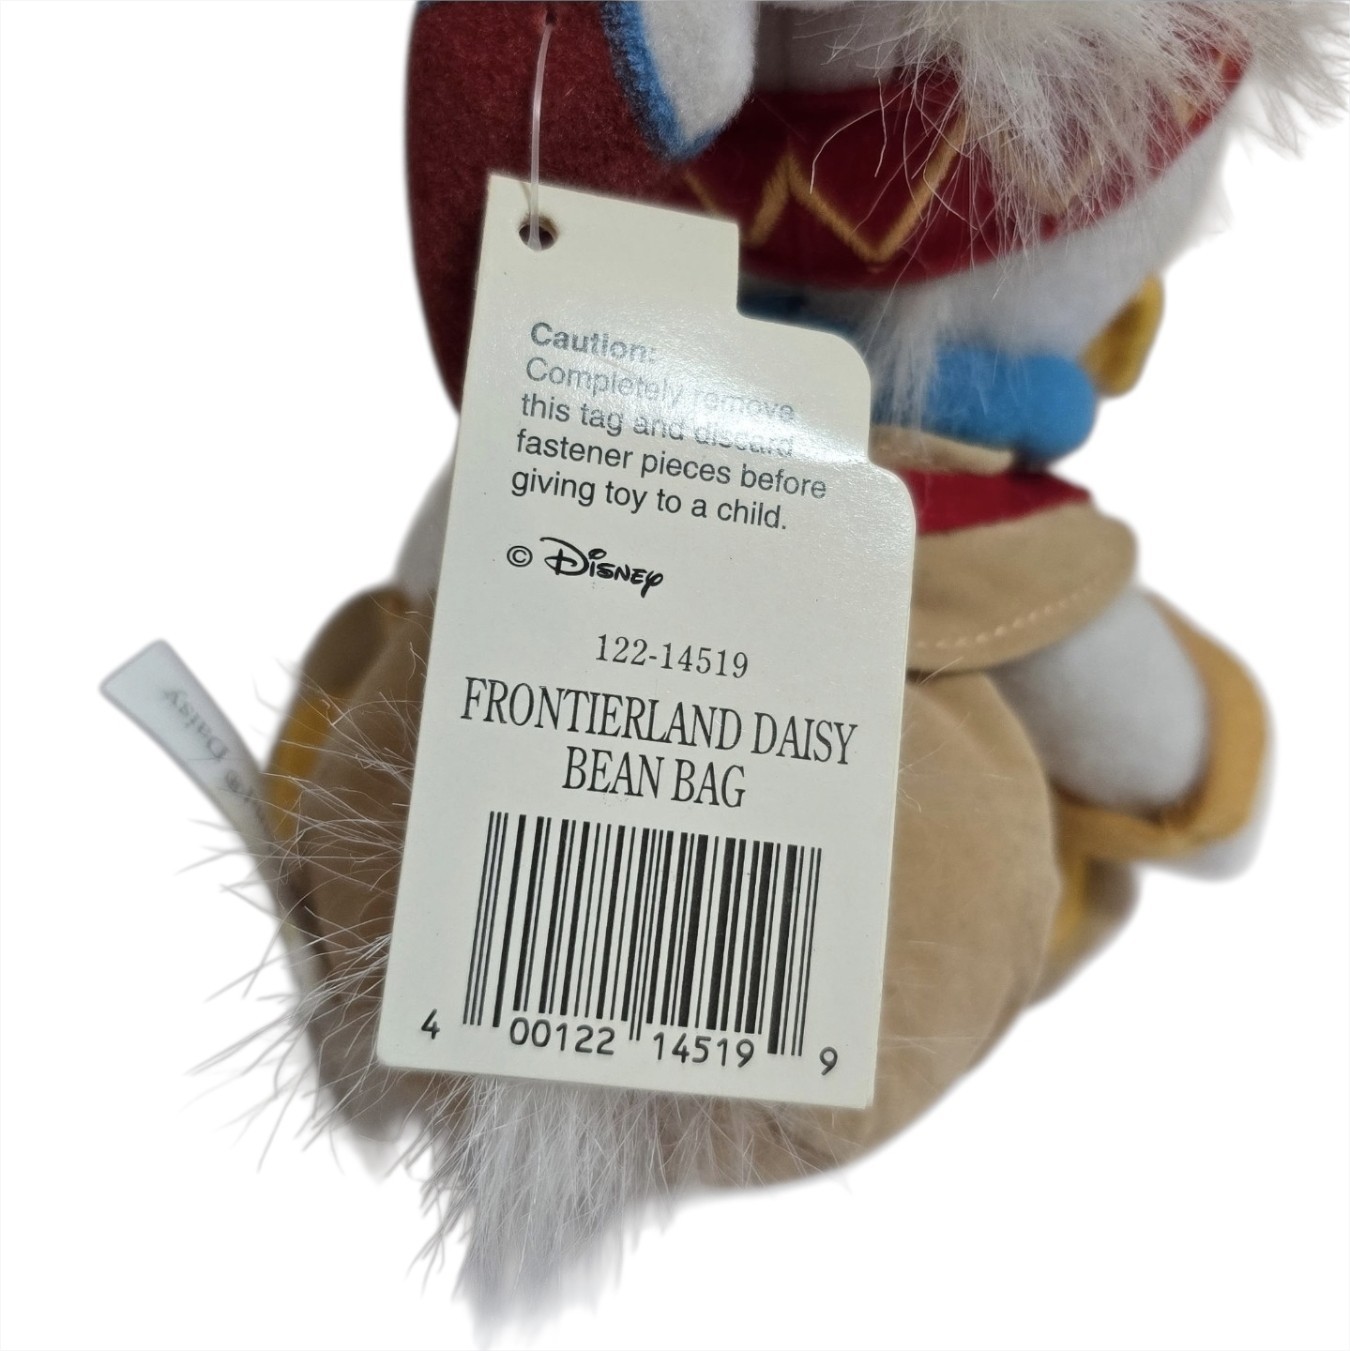 Caution:
Completely remove
this tag and discard
fastener pieces before
giving toy to a child.
© Disney
122-14519
FRONTIERLAND DAISY
BEAN BAG
4 00122 14519 9
Daisy